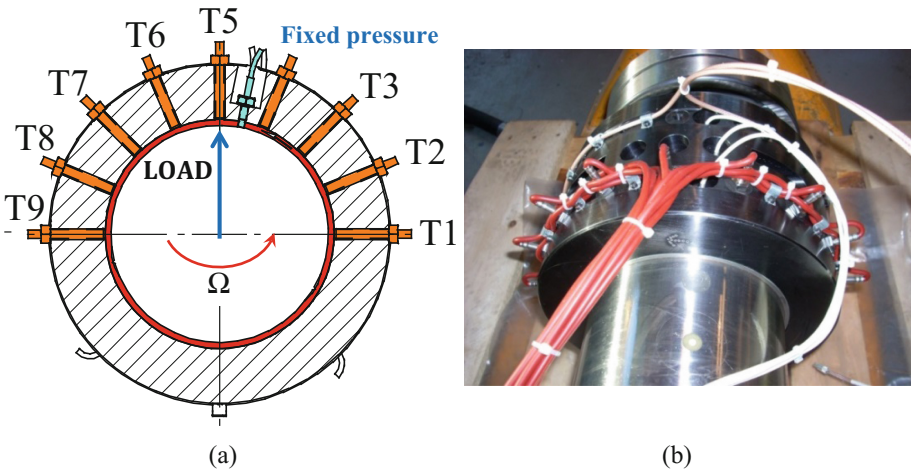 T5
T6
Fixed pressure
T7
T3
T8
LOAD
T2
T9
T1
Ω
(a)
(b)